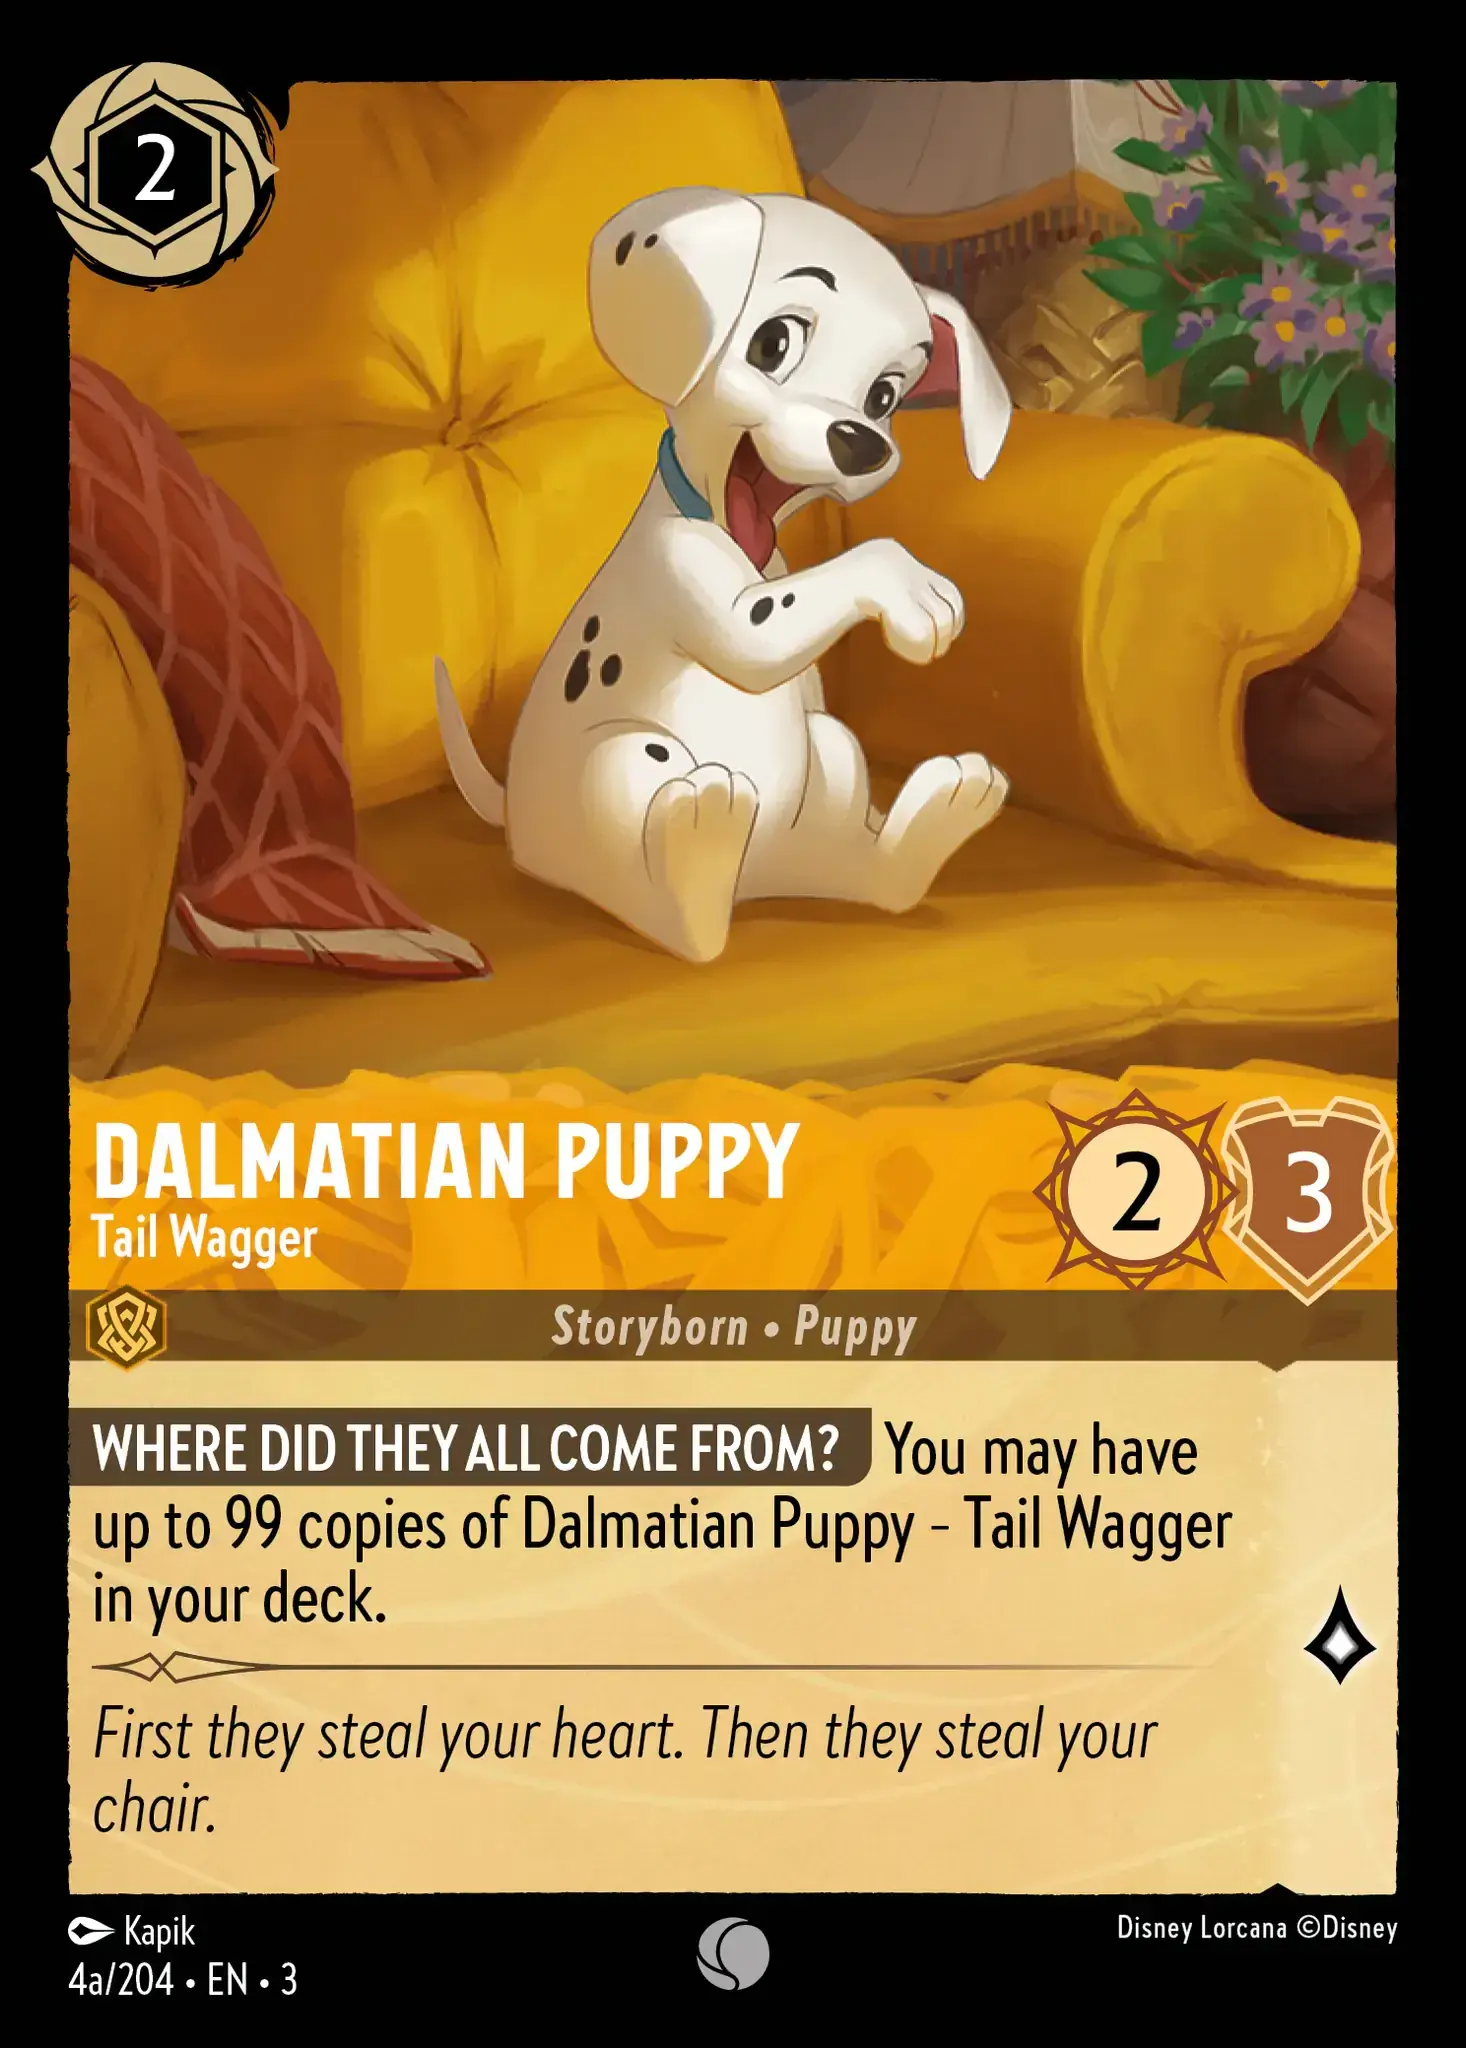 2
DALMATIAN PUPPY
Tail Wagger
2
3
Storyborn • Puppy
WHERE DID THEY ALL COME FROM? You may have
up to 99 copies of Dalmatian Puppy – Tail Wagger
in your deck.
First they steal your heart. Then they steal your
chair.
Kapik
Disney Lorcana ©Disney
4a/204 • EN • 3